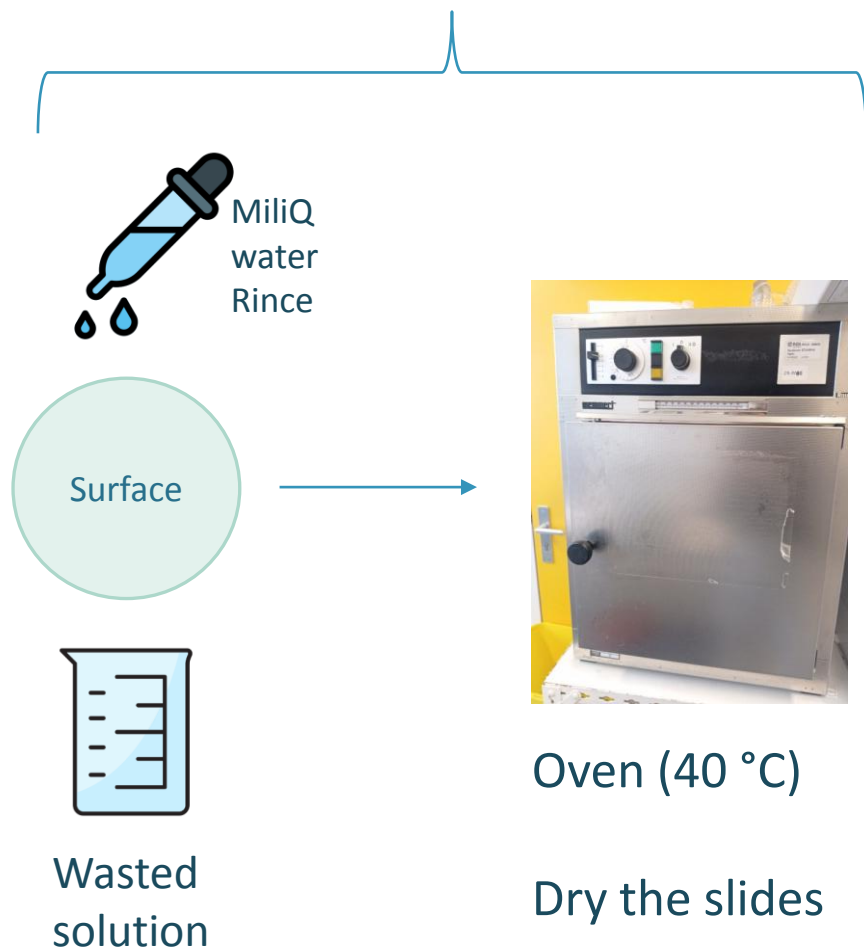 MiliQ
water
Rince
Surface
Wasted
solution
Oven (40 °C)
Dry the slides